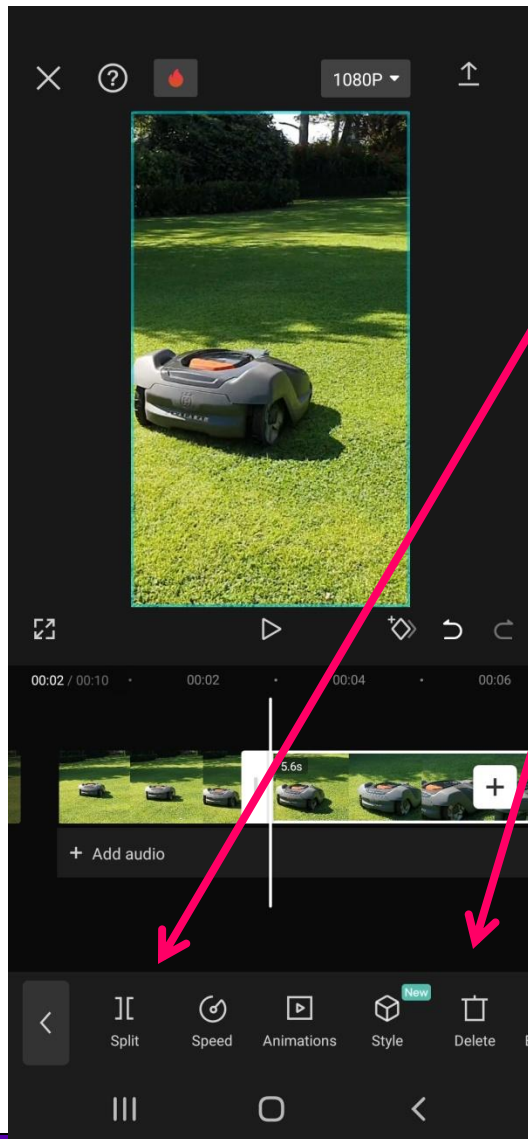 1080P
00:02 / 00:10 00:02 00:04 00:06
5.6s
+ Add audio
New
Split Speed Animations Style Delete